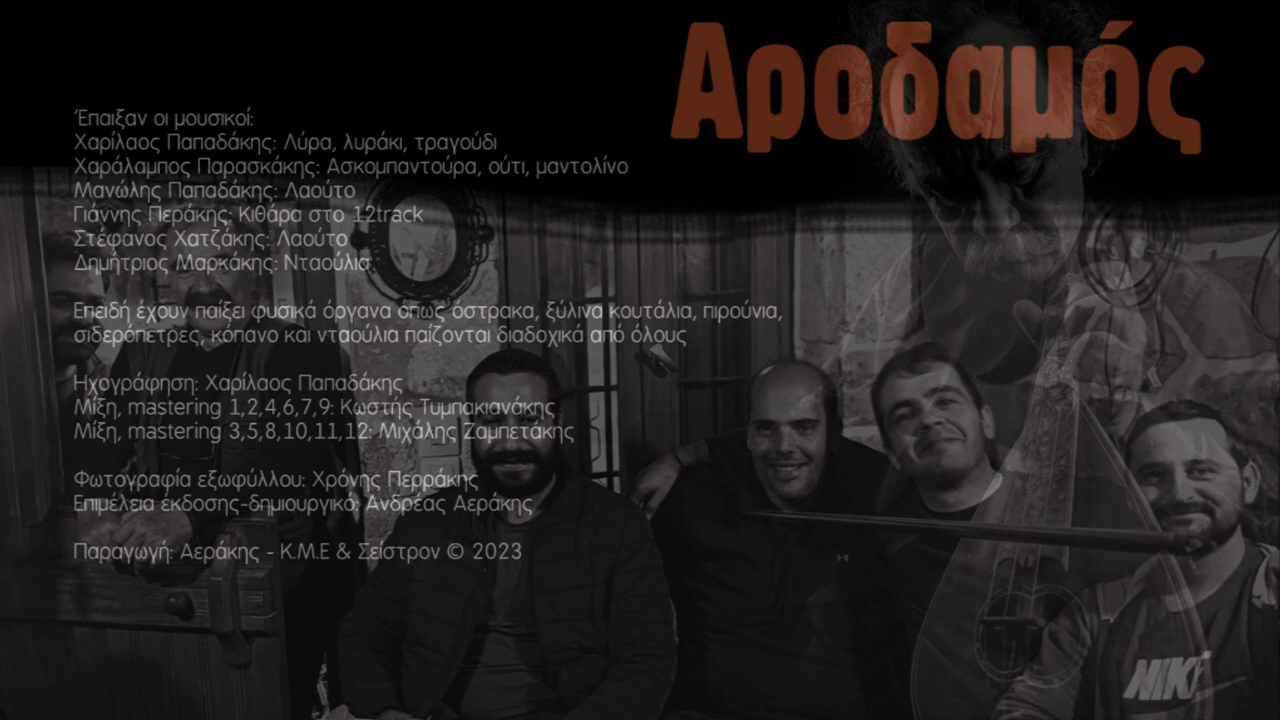 Αροδαμός
Έπαιξαν οι μουσικοί:
Χαρίλαος Παπαδάκης: Λύρα, λυράκι, τραγούδι
Χαράλαμπος Παρασκάκης: Ασκομπαντούρα, ούτι, μαντολίνο
Μανώλης Παπαδάκης: Λαούτο
Γιάννης Περάκης: Κιθάρα στο 12track
Στέφανος Χατζάκης: Λαούτο
Δημήτριος Μαρκάκης: Νταούλια
Επειδή έχουν παίξει φυσικά όργανα όπως όστρακα, ξύλινα κουτάλια, πιρούνια,
σιδερόπετρες, κόπανο και νταούλια παίζονται διαδοχικά από όλους
Ηχογράφηση: Χαρίλαος Παπαδάκης
Μίξη, mastering 1,2,4,6,7,9: Κωστής Τυμπακιανάκης
Μίξη, mastering 3,5,8,10,11,12: Μιχάλης Ζαμπετάκης
Φωτογραφία εξωφύλλου: Χρόνης Περράκης
Επιμέλεια έκδοσης-δημιουργικό: Ανδρέας Αεράκης
Παραγωγή: Αεράκης - Κ.Μ.Ε & Σείστρον © 2023
NIKE